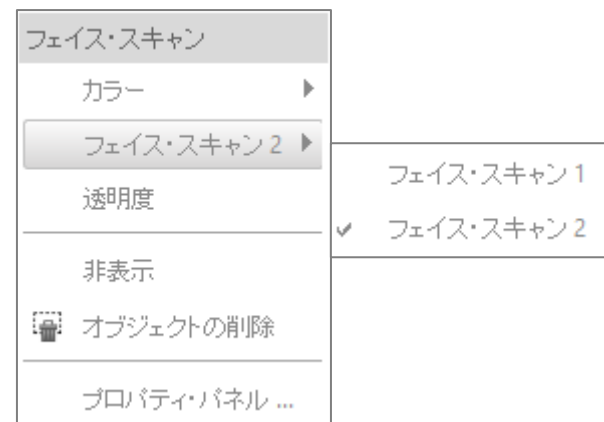 フェイス・スキャン
カラー
フェイス・スキャン 2
フェイス・スキャン 1
透明度
フェイス・スキャン 2
非表示
オブジェクトの削除
プロパティ・パネル ...